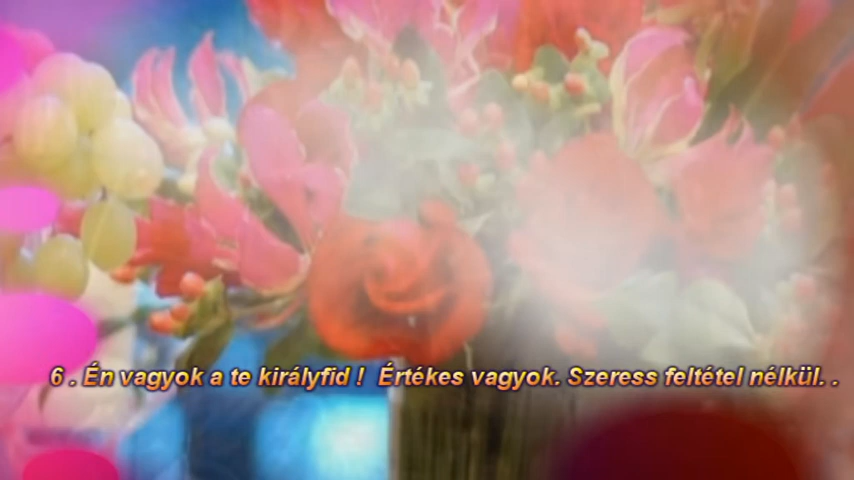 6 . Én vagyok a te királyfid !  Értékes vagyok. Szeress feltétel nélkül. .